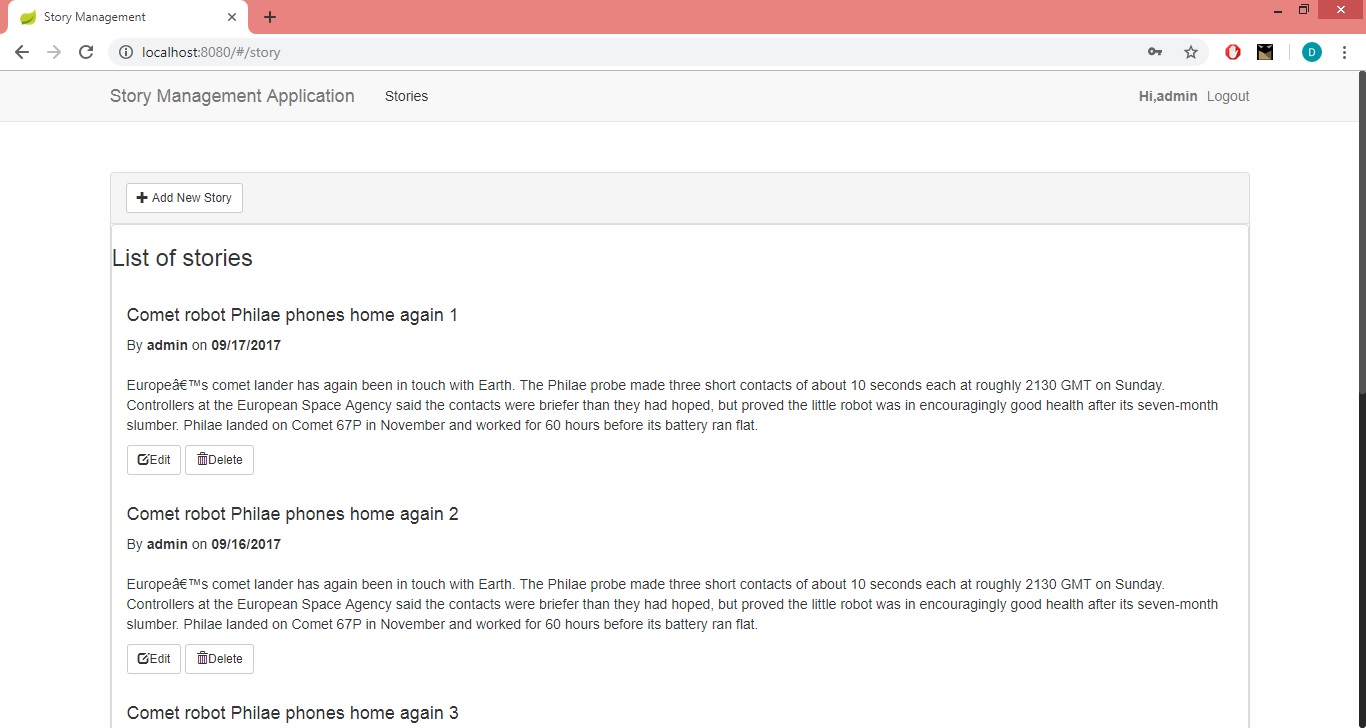 Story Management
localhost:8080/#/story
D
Story Management Application Stories Hi,admin Logout
Add New Story
List of stories
Comet robot Philae phones home again 1
By admin on 09/17/2017
Europeâ€™s comet lander has again been in touch with Earth. The Philae probe made three short contacts of about 10 seconds each at roughly 2130 GMT on Sunday.
Controllers at the European Space Agency said the contacts were briefer than they had hoped, but proved the little robot was in encouragingly good health after its seven-month
slumber. Philae landed on Comet 67P in November and worked for 60 hours before its battery ran flat.
Edit Delete
Comet robot Philae phones home again 2
By admin on 09/16/2017
Europeâ€™s comet lander has again been in touch with Earth. The Philae probe made three short contacts of about 10 seconds each at roughly 2130 GMT on Sunday.
Controllers at the European Space Agency said the contacts were briefer than they had hoped, but proved the little robot was in encouragingly good health after its seven-month
slumber. Philae landed on Comet 67P in November and worked for 60 hours before its battery ran flat.
Edit Delete
Comet robot Philae phones home again 3